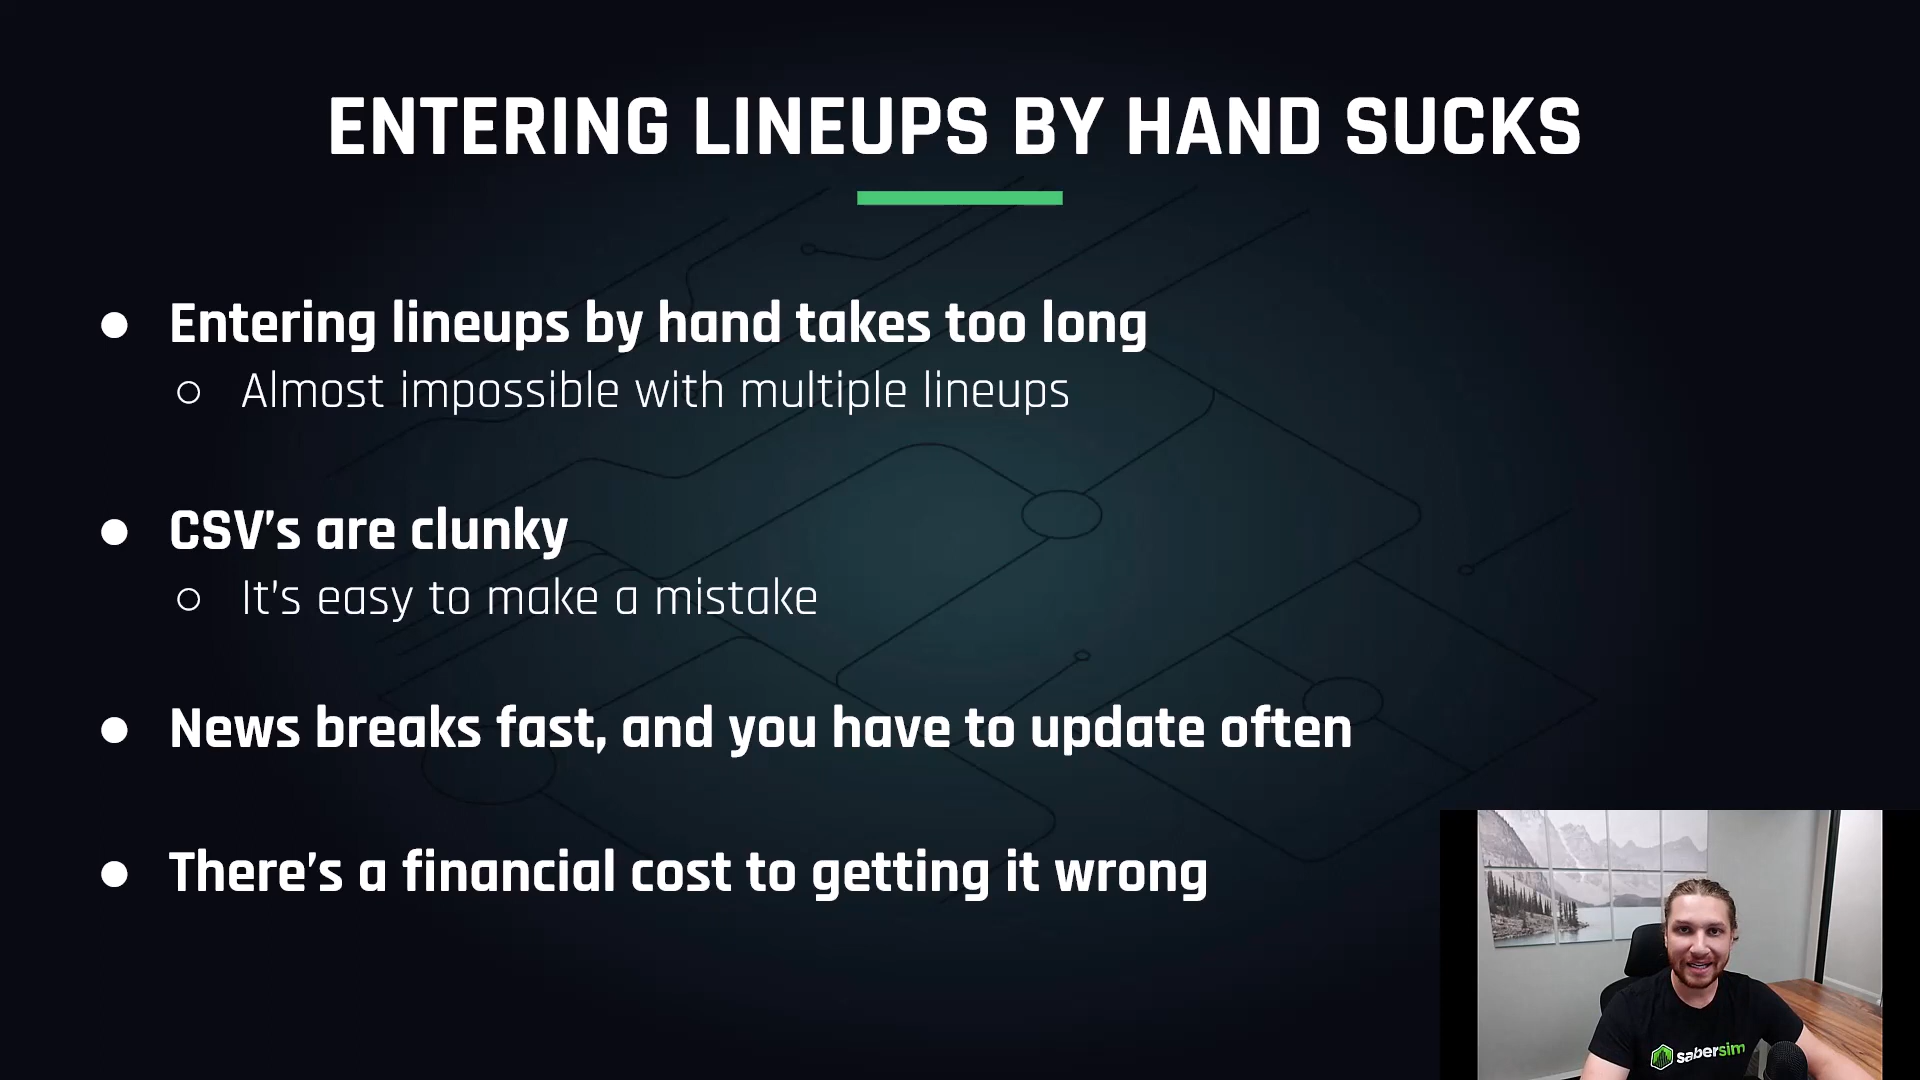 ENTERING LINEUPS BY HAND SUCKS
● Entering lineups by hand takes too long
○ Almost impossible with multiple lineups
● CSV's are clunky
○ It's easy to make a mistake
● News breaks fast, and you have to update often
● There's a financial cost to getting it wrong
sabersim